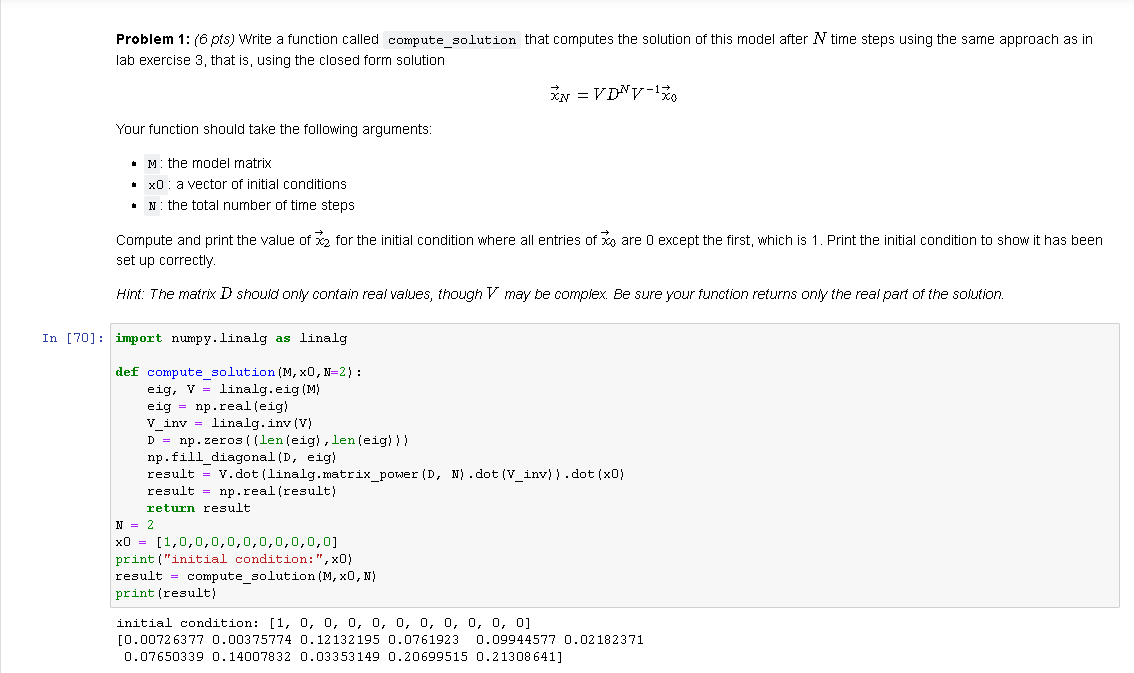 Problem 1: (6 pts) Write a function called compute_solution that computes the solution of this model after N time steps using the same approach as in
lab exercise 3, that is, using the closed form solution
x⃗_N = VD^N V^−1 x⃗_0
Your function should take the following arguments:
• M : the model matrix
• x0 : a vector of initial conditions
• N : the total number of time steps
Compute and print the value of x⃗_2 for the initial condition where all entries of x⃗_0 are 0 except the first, which is 1. Print the initial condition to show it has been
set up correctly.
Hint: The matrix D should only contain real values, though V may be complex. Be sure your function returns only the real part of the solution.
In [70]: import numpy.linalg as linalg
def compute_solution(M,x0,N=2):
    eig, V = linalg.eig(M)
    eig = np.real(eig)
    V_inv = linalg.inv(V)
    D = np.zeros((len(eig),len(eig)))
    np.fill_diagonal(D, eig)
    result = V.dot(linalg.matrix_power(D, N).dot(V_inv)).dot(x0)
    result = np.real(result)
    return result
N = 2
x0 = [1,0,0,0,0,0,0,0,0,0,0]
print("initial condition:",x0)
result = compute_solution(M,x0,N)
print(result)
initial condition: [1, 0, 0, 0, 0, 0, 0, 0, 0, 0, 0]
[0.00726377 0.00375774 0.12132195 0.0761923  0.09944577 0.02182371
 0.07650339 0.14007832 0.03353149 0.20699515 0.21308641]